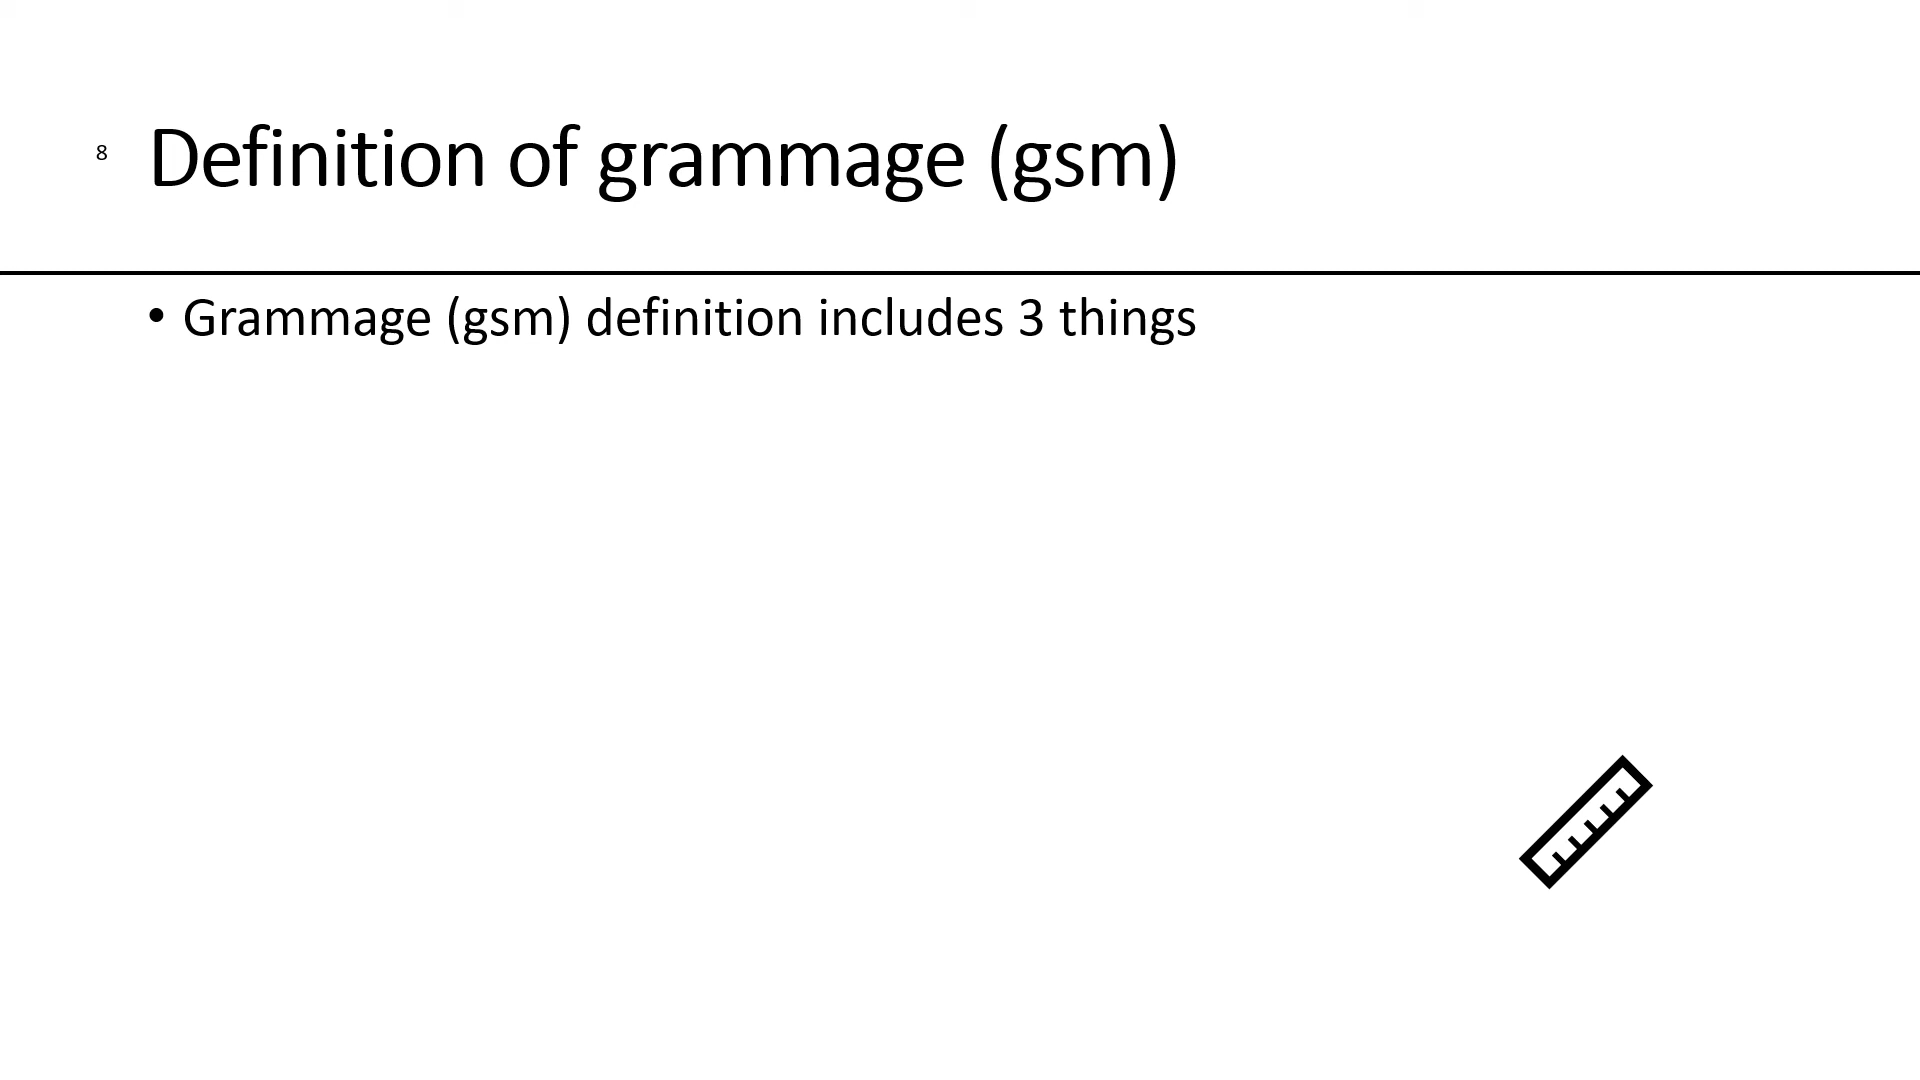 8
Definition of grammage (gsm)
• Grammage (gsm) definition includes 3 things